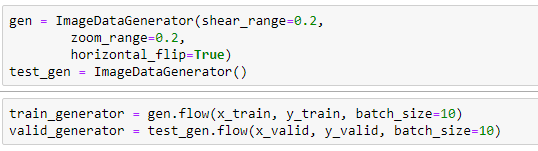 gen = ImageDataGenerator(shear_range=0.2,
        zoom_range=0.2,
        horizontal_flip=True)
test_gen = ImageDataGenerator()
train_generator = gen.flow(x_train, y_train, batch_size=10)
valid_generator = test_gen.flow(x_valid, y_valid, batch_size=10)